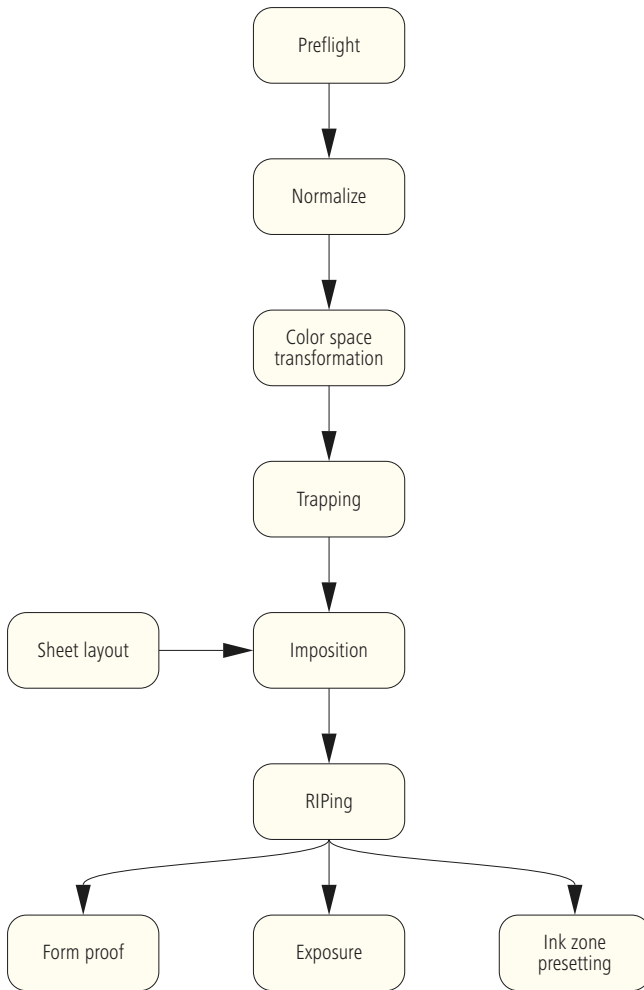 Preflight
Normalize
Color space
transformation
Trapping
Sheet layout
Imposition
RIPing
Form proof
Exposure
Ink zone
presetting